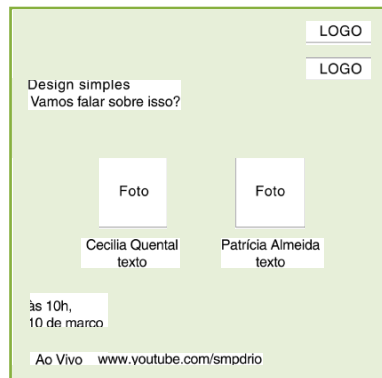 LOGO
LOGO
Design simples
Vamos falar sobre isso?
Foto
Foto
Cecilia Quental
texto
Patrícia Almeida
texto
às 10h,
10 de março
Ao Vivo www.youtube.com/smpdrio